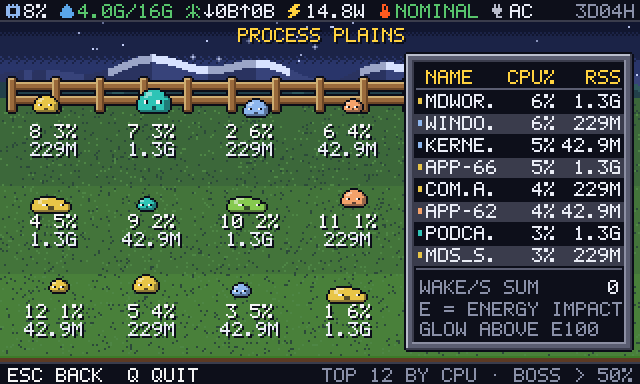 8% 4.0G/16G ↓0B↑0B 14.8W NOMINAL AC 3D04H
PROCESS PLAINS
8 3% 7 3% 2 6% 6 4%
229M 1.3G 229M 42.9M
4 5% 9 2% 10 2% 11 1%
1.3G 42.9M 1.3G 229M
12 1% 5 4% 3 5% 1 6%
42.9M 229M 42.9M 1.3G
NAME CPU% RSS
MDWOR. 6% 1.3G
WINDO. 6% 229M
KERNE. 5% 42.9M
APP-66 5% 1.3G
COM.A. 4% 229M
APP-62 4% 42.9M
PODCA. 3% 1.3G
MDS_S. 3% 229M
WAKE/S SUM 0
E = ENERGY IMPACT
GLOW ABOVE E100
ESC BACK Q QUIT TOP 12 BY CPU · BOSS > 50%